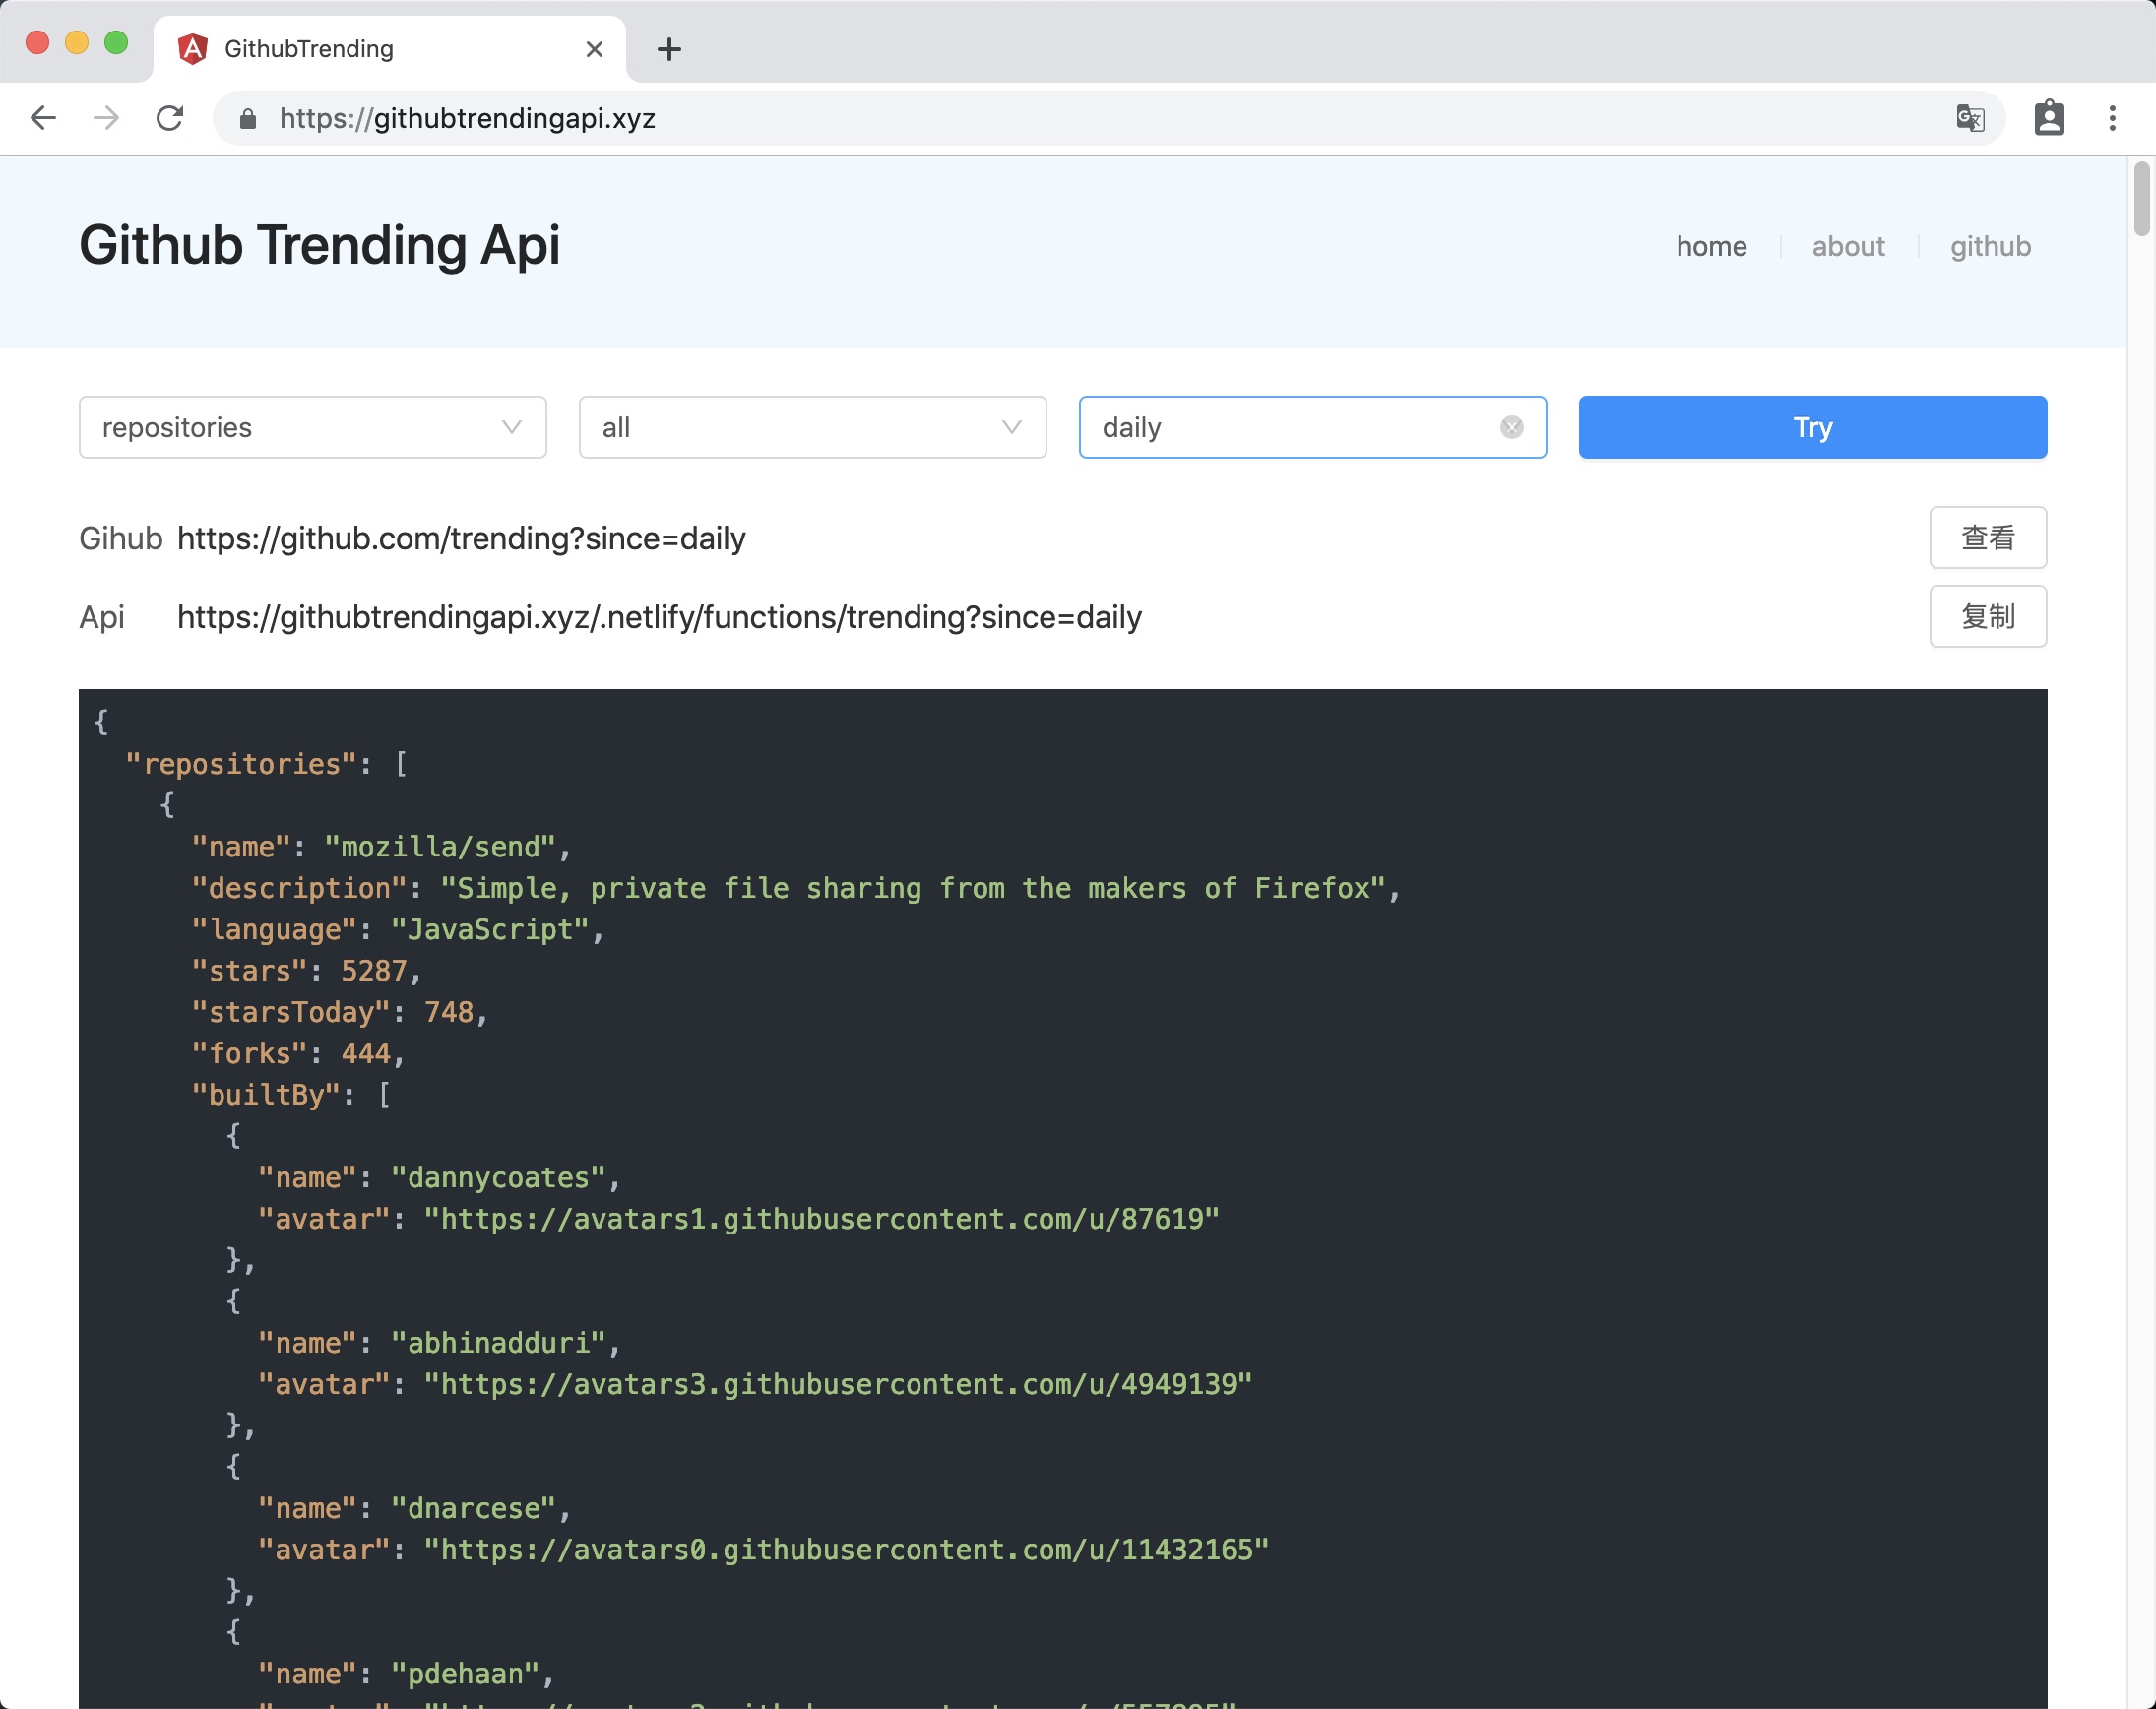 GithubTrending
https://githubtrendingapi.xyz
Github Trending Api
home
about
github
repositories
all
daily
Try
Gihub https://github.com/trending?since=daily
查看
Api https://githubtrendingapi.xyz/.netlify/functions/trending?since=daily
复制
{
"repositories": [
{
"name": "mozilla/send",
"description": "Simple, private file sharing from the makers of Firefox",
"language": "JavaScript",
"stars": 5287,
"starsToday": 748,
"forks": 444,
"builtBy": [
{
"name": "dannycoates",
"avatar": "https://avatars1.githubusercontent.com/u/87619"
},
{
"name": "abhinadduri",
"avatar": "https://avatars3.githubusercontent.com/u/4949139"
},
{
"name": "dnarcese",
"avatar": "https://avatars0.githubusercontent.com/u/11432165"
},
{
"name": "pdehaan",